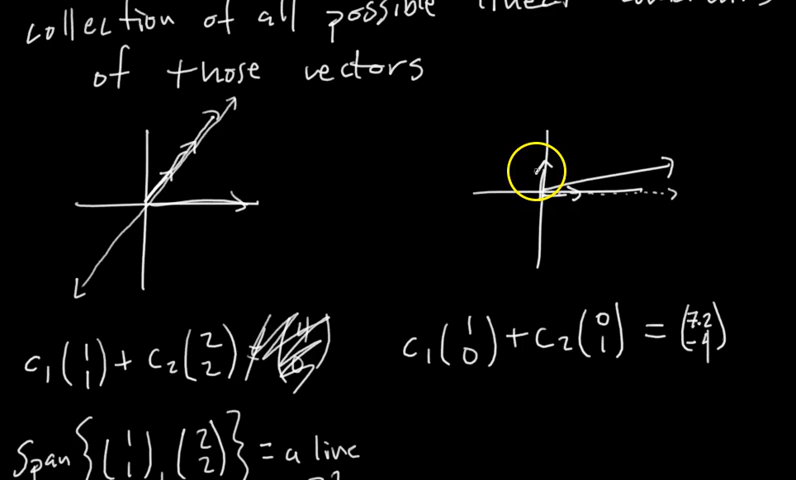 collection of all possible linear
of those vectors
c₁(1 1) + c₂(2 2)
c₁(1 0) + c₂(0 1) = (7.2 -4)
Span {(1 1), (2 2)} = a line